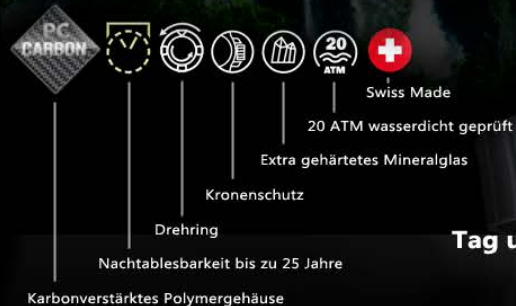 PC
CARBON
20
ATM
Swiss Made
20 ATM wasserdicht geprüft
Extra gehärtetes Mineralglas
Kronenschutz
Drehring
Tag u
Nachtablesbarkeit bis zu 25 Jahre
Karbonverstärktes Polymergehäuse